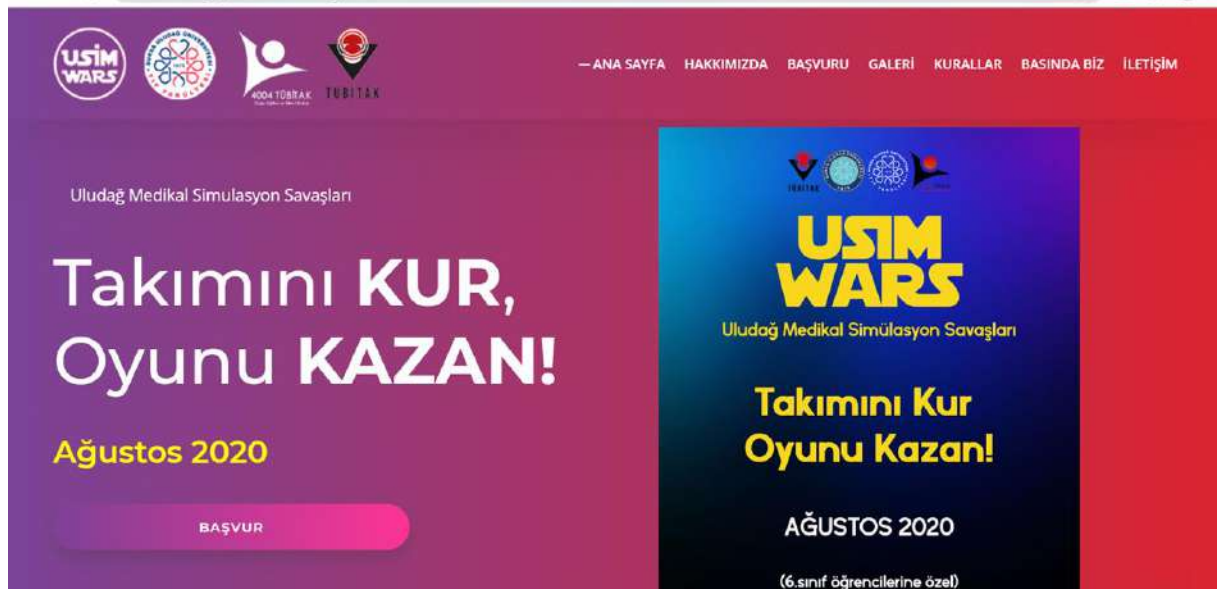 USİM
WARS
4004 TÜBİTAK
TÜBİTAK
— ANA SAYFA HAKKIMIZDA BAŞVURU GALERİ KURALLAR BASINDA BİZ İLETİŞİM
Uludağ Medikal Simulasyon Savaşları
Takımını KUR,
Oyunu KAZAN!
Ağustos 2020
BAŞVUR
TÜBİTAK
USIM
WARS
Uludağ Medikal Simülasyon Savaşları
Takımını Kur
Oyunu Kazan!
AĞUSTOS 2020
(6.sınıf öğrencilerine özel)